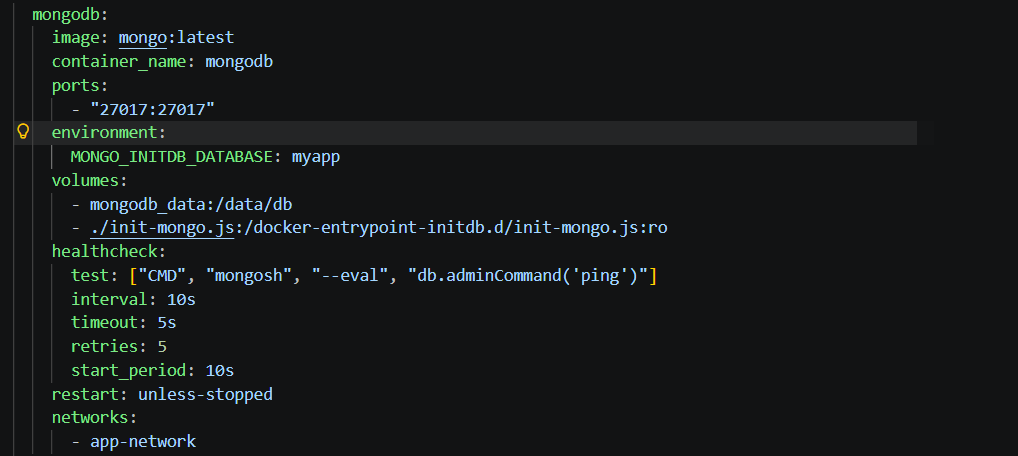 mongodb:
image: mongo:latest
container_name: mongodb
ports:
- "27017:27017"
environment:
MONGO_INITDB_DATABASE: myapp
volumes:
- mongodb_data:/data/db
- ./init-mongo.js:/docker-entrypoint-initdb.d/init-mongo.js:ro
healthcheck:
test: ["CMD", "mongosh", "--eval", "db.adminCommand('ping')"]
interval: 10s
timeout: 5s
retries: 5
start_period: 10s
restart: unless-stopped
networks:
- app-network